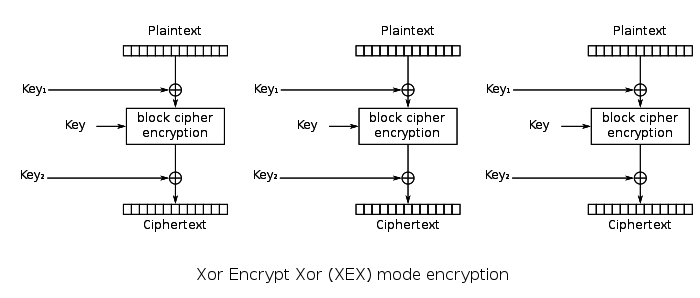 Plaintext
Key₁
Key
block cipher
encryption
Key₂
Ciphertext
Plaintext
Key₁
Key
block cipher
encryption
Key₂
Ciphertext
Plaintext
Key₁
Key
block cipher
encryption
Key₂
Ciphertext
Xor Encrypt Xor (XEX) mode encryption